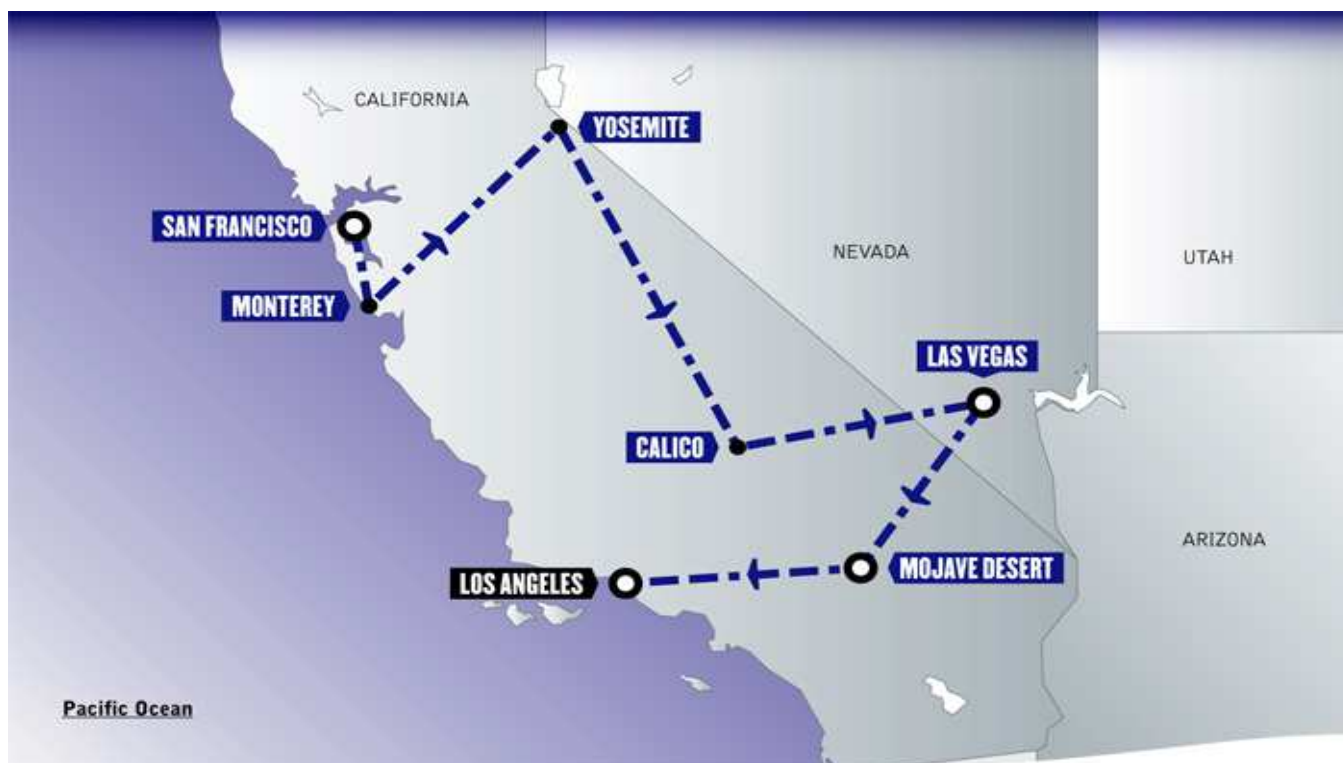 CALIFORNIA
YOSEMITE
SAN FRANCISCO
NEVADA
UTAH
MONTEREY
LAS VEGAS
CALICO
ARIZONA
MOJAVE DESERT
LOS ANGELES
Pacific Ocean